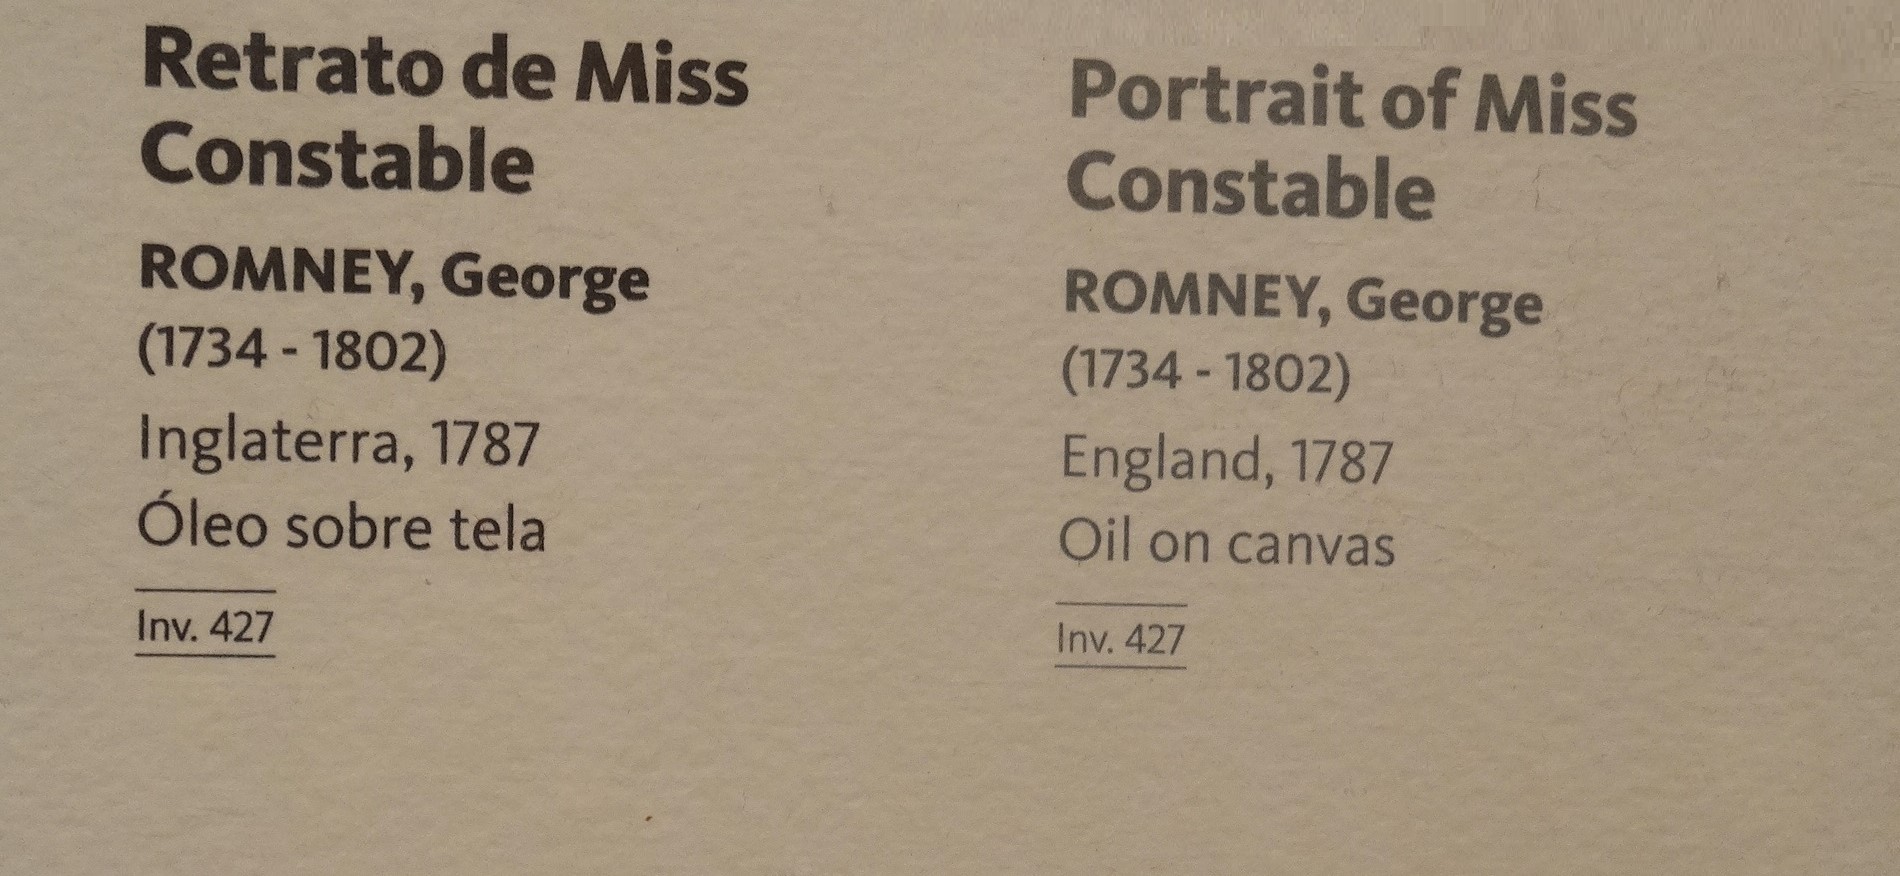 Retrato de Miss
Constable
ROMNEY, George
(1734 - 1802)
Inglaterra, 1787
Óleo sobre tela
Inv. 427
Portrait of Miss
Constable
ROMNEY, George
(1734 - 1802)
England, 1787
Oil on canvas
Inv. 427